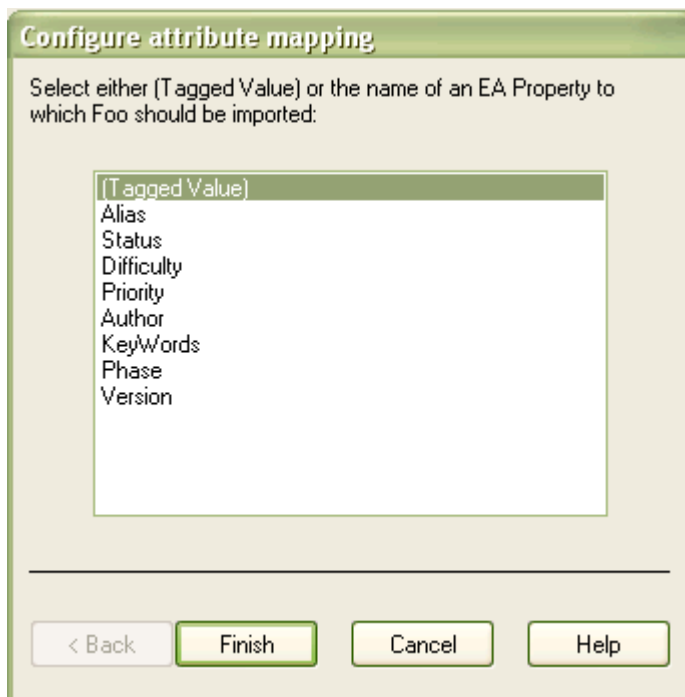 Configure attribute mapping
Select either (Tagged Value) or the name of an EA Property to
which Foo should be imported:
(Tagged Value)
Alias
Status
Difficulty
Priority
Author
KeyWords
Phase
Version
< Back Finish Cancel Help